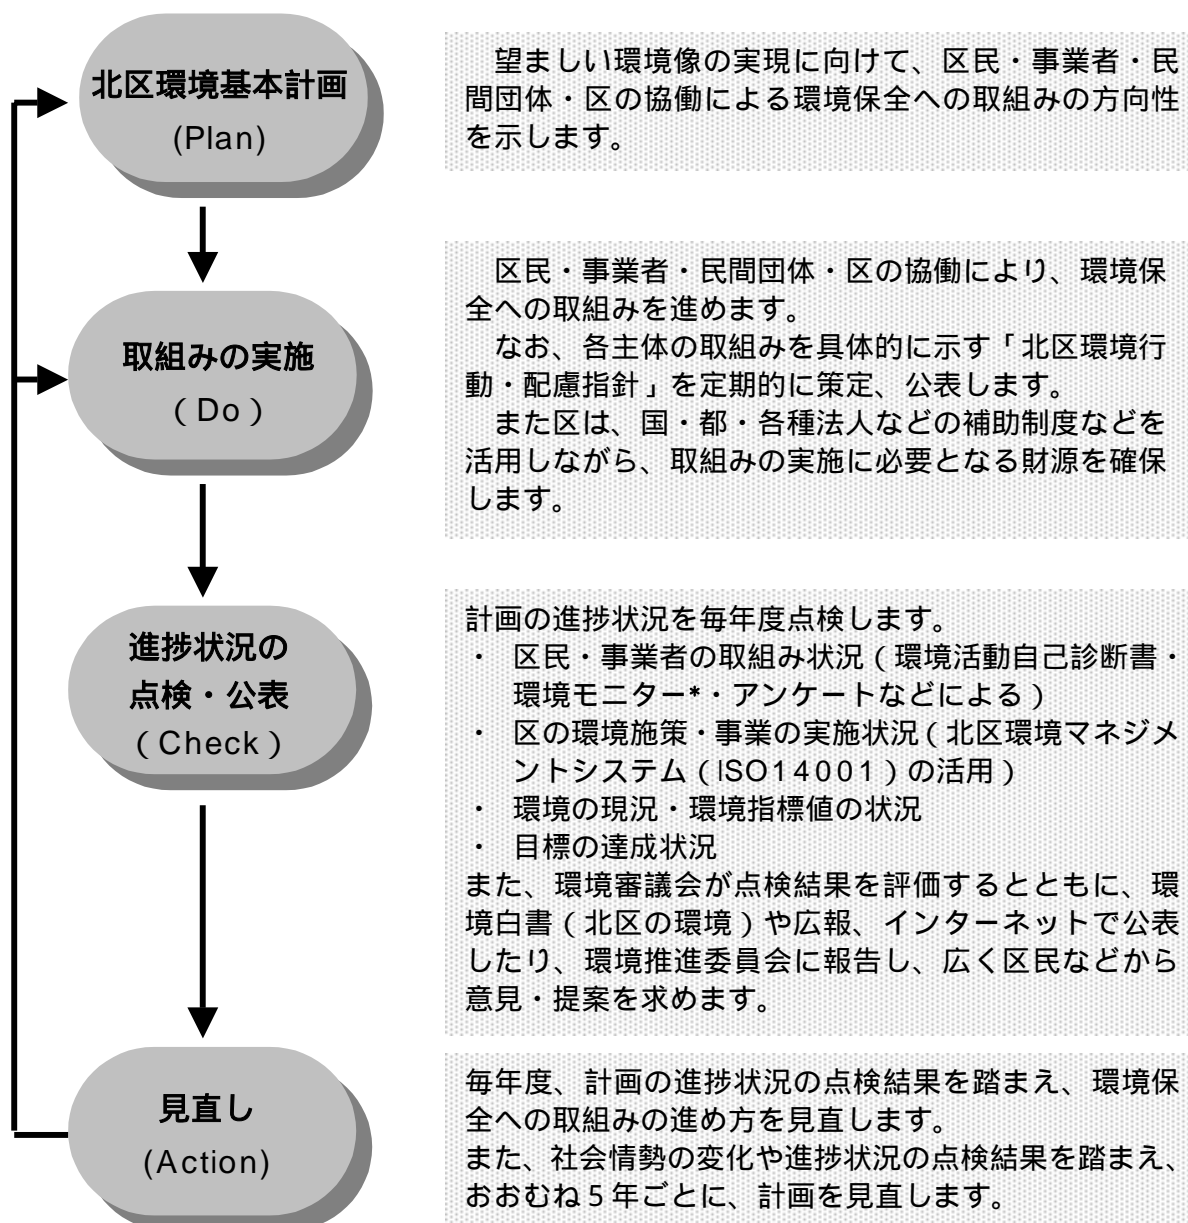 北区環境基本計画
(Plan)
望ましい環境像の実現に向けて、区民・事業者・民
間団体・区の協働による環境保全への取組みの方向性
を示します。
取組みの実施
(Do)
区民・事業者・民間団体・区の協働により、環境保
全への取組みを進めます。
なお、各主体の取組みを具体的に示す「北区環境行
動・配慮指針」を定期的に策定、公表します。
また区は、国・都・各種法人などの補助制度などを
活用しながら、取組みの実施に必要となる財源を確保
します。
進捗状況の
点検・公表
(Check)
計画の進捗状況を毎年度点検します。
・ 区民・事業者の取組み状況(環境活動自己診断書・
環境モニター*・アンケートなどによる)
・ 区の環境施策・事業の実施状況(北区環境マネジメ
ントシステム(ISO14001)の活用)
・ 環境の現況・環境指標値の状況
・ 目標の達成状況
また、環境審議会が点検結果を評価するとともに、環
境白書(北区の環境)や広報、インターネットで公表
したり、環境推進委員会に報告し、広く区民などから
意見・提案を求めます。
見直し
(Action)
毎年度、計画の進捗状況の点検結果を踏まえ、環境保
全への取組みの進め方を見直します。
また、社会情勢の変化や進捗状況の点検結果を踏まえ、
おおむね5年ごとに、計画を見直します。